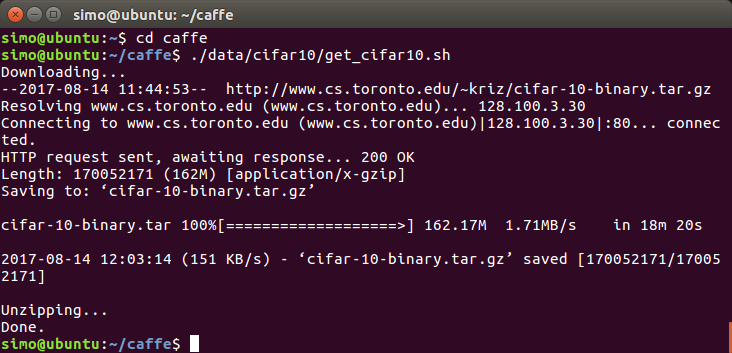 simo@ubuntu: ~/caffe
simo@ubuntu:~$ cd caffe
simo@ubuntu:~/caffe$ ./data/cifar10/get_cifar10.sh
Downloading...
--2017-08-14 11:44:53--  http://www.cs.toronto.edu/~kriz/cifar-10-binary.tar.gz
Resolving www.cs.toronto.edu (www.cs.toronto.edu)... 128.100.3.30
Connecting to www.cs.toronto.edu (www.cs.toronto.edu)|128.100.3.30|:80... connec
ted.
HTTP request sent, awaiting response... 200 OK
Length: 170052171 (162M) [application/x-gzip]
Saving to: ‘cifar-10-binary.tar.gz’
cifar-10-binary.tar 100%[===================>] 162.17M  1.71MB/s    in 18m 20s
2017-08-14 12:03:14 (151 KB/s) - ‘cifar-10-binary.tar.gz’ saved [170052171/17005
2171]
Unzipping...
Done.
simo@ubuntu:~/caffe$